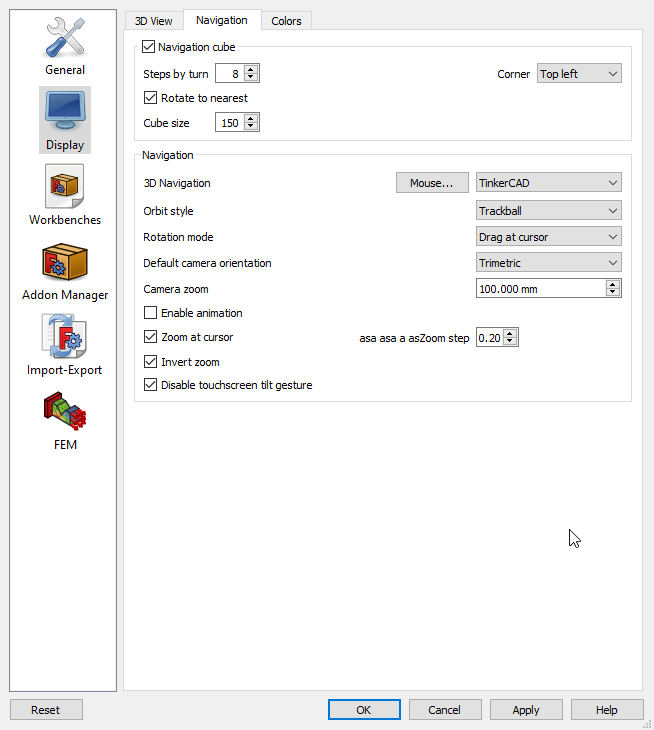 3D View Navigation Colors
General
Display
Workbenches
Addon Manager
Import-Export
FEM
Navigation cube
Steps by turn 8 Corner Top left
Rotate to nearest
Cube size 150
Navigation
3D Navigation Mouse... TinkerCAD
Orbit style Trackball
Rotation mode Drag at cursor
Default camera orientation Trimetric
Camera zoom 100.000 mm
Enable animation
Zoom at cursor asa asa a asZoom step 0.20
Invert zoom
Disable touchscreen tilt gesture
Reset OK Cancel Apply Help